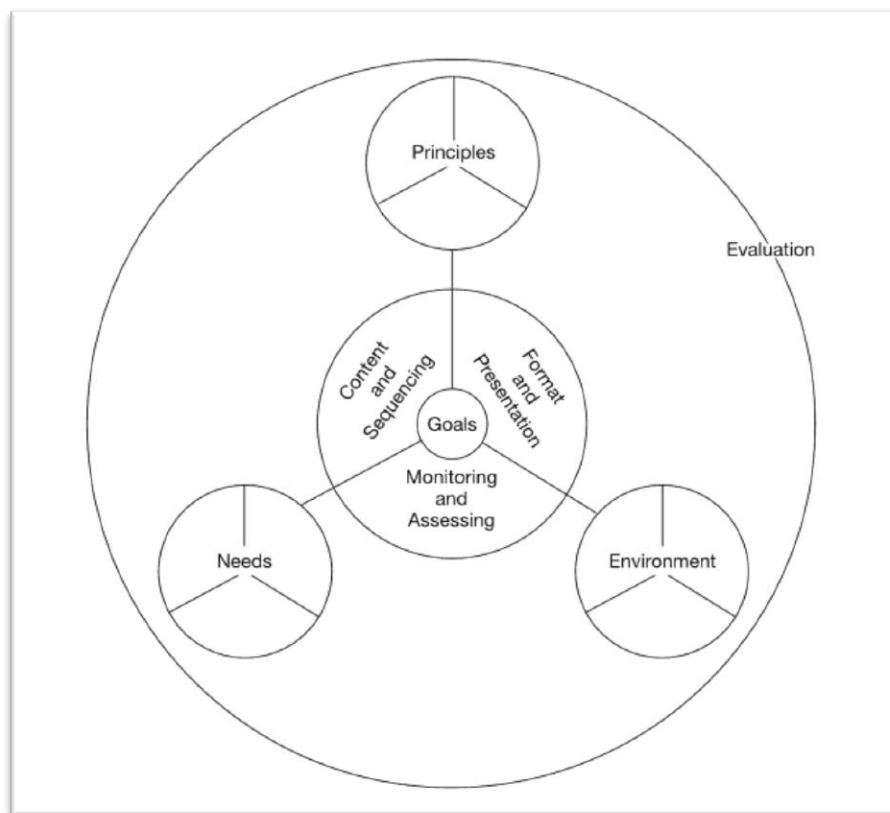 Principles
Evaluation
Content
and
Sequencing
Format
and
Presentation
Goals
Monitoring
and
Assessing
Needs
Environment